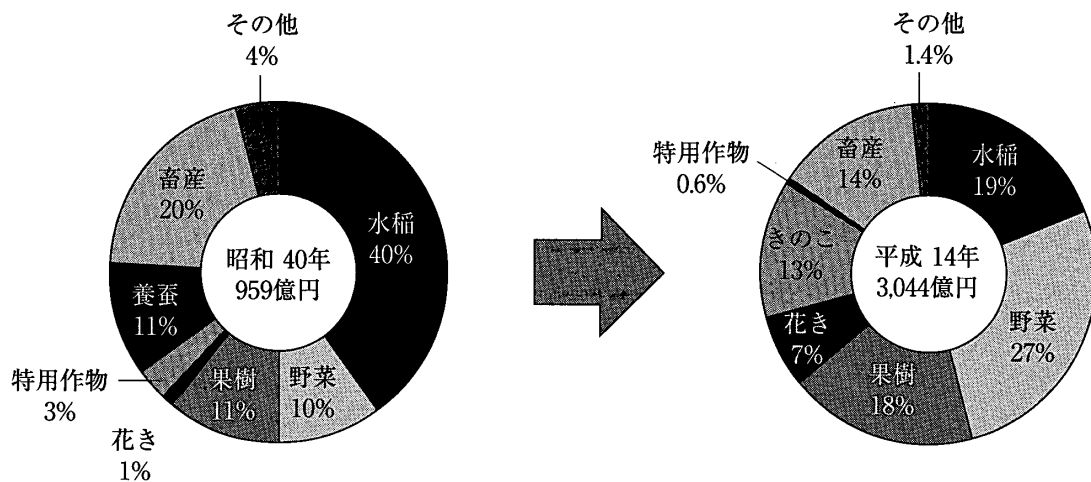 その他
4%
水稲
40%
野菜
10%
果樹
11%
花き
1%
特用作物
3%
養蚕
11%
畜産
20%
昭和 40年
959億円
その他
1.4%
水稲
19%
野菜
27%
果樹
18%
花き
7%
きのこ
13%
特用作物
0.6%
畜産
14%
平成 14年
3,044億円